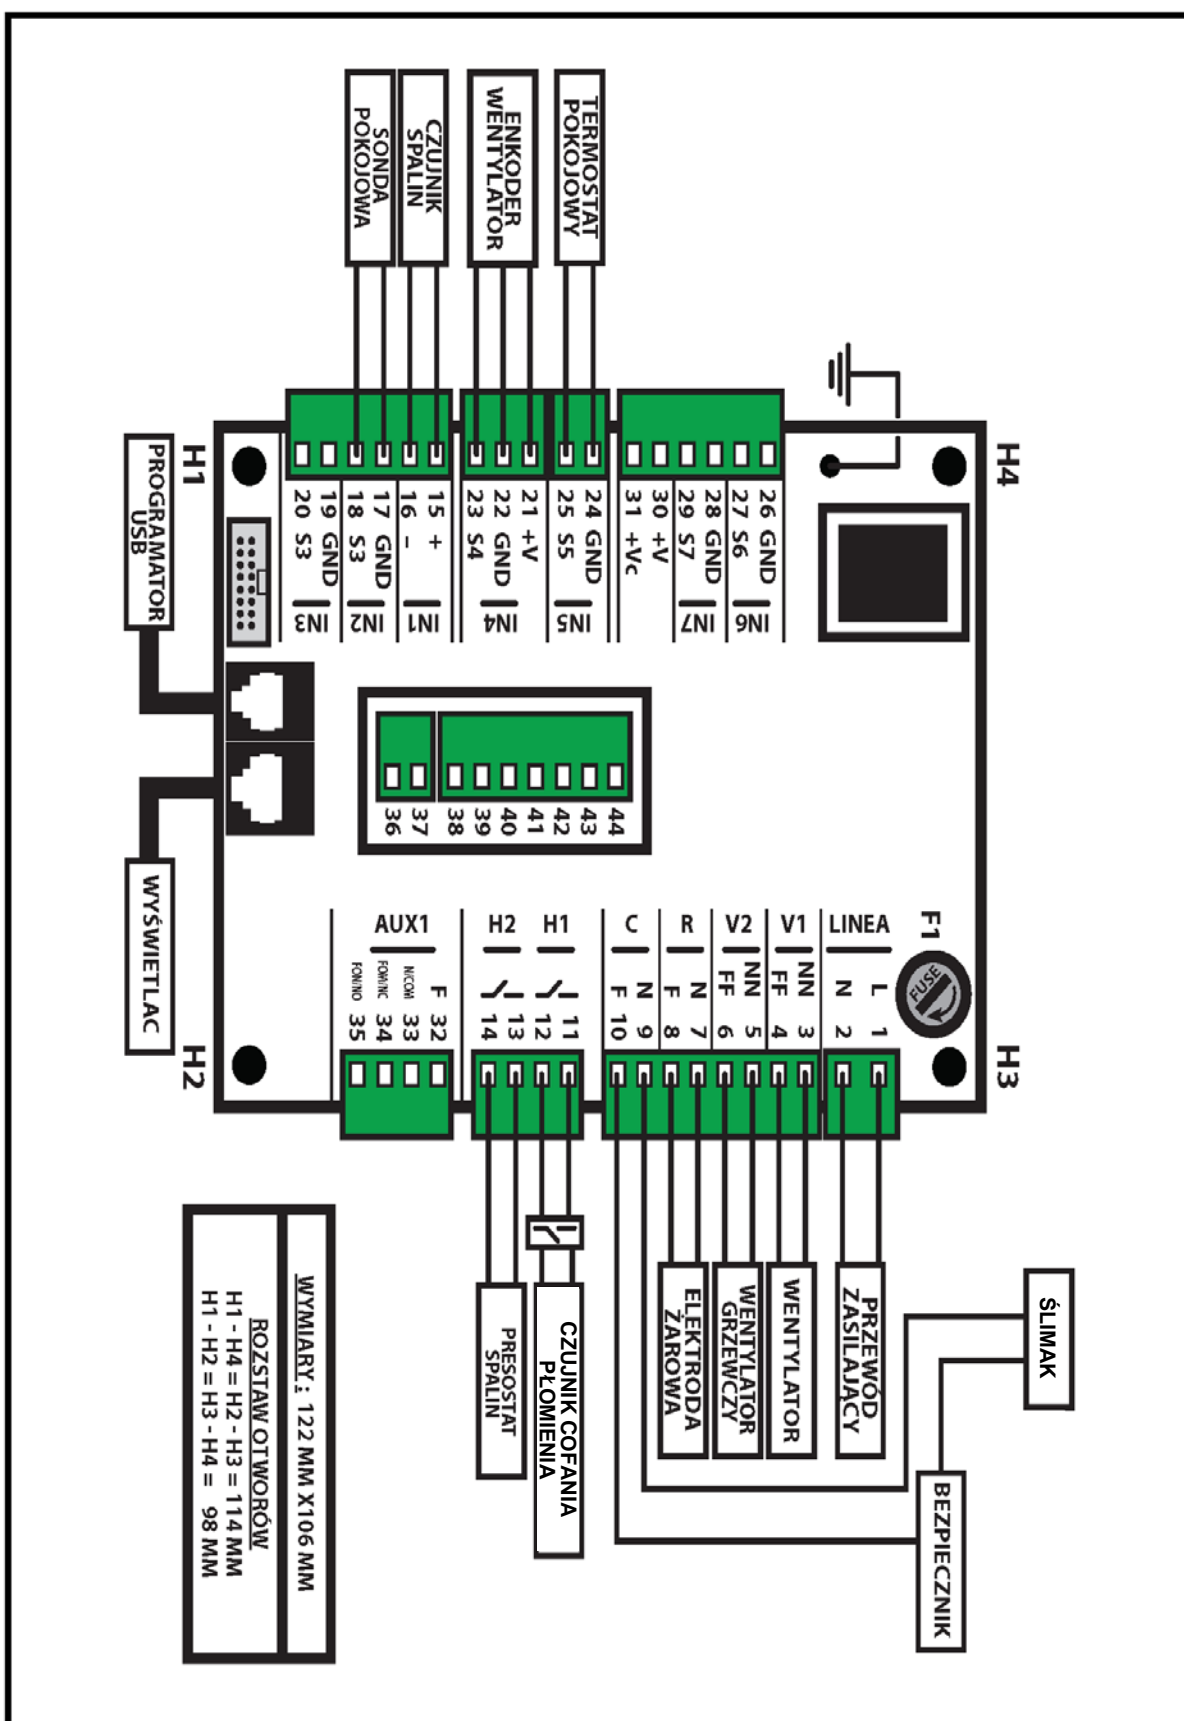 TERMOSTAT
POKOJOWY
ENKODER
WENTYLATOR
CZUJNIK
SPALIN
SONDA
POKOJOWA
H4
H1
PROGRAMATOR
USB
26 GND
27 S6
28 GND
29 S7
30 +V
31 +Vc
24 GND
25 S5
21 +V
22 GND
23 S4
15 +
16 -
17 GND
18 S3
19 GND
20 S3
IN6
IN7
IN5
IN4
IN1
IN2
IN3
44
43
42
41
40
39
38
37
36
WYŚWIETLAC
F1
FUSE
LINEA
V1
V2
R
C
H1
H2
AUX1
L 1
N 2
NN 3
FF 4
NN 5
FF 6
N 7
F 8
N 9
F 10
11
12
13
14
F 32
N/COM 33
FOM/NC 34
FON/NO 35
H3
H2
PRZEWÓD
ZASILAJĄCY
WENTYLATOR
WENTYLATOR
GRZEWCZY
ELEKTRODA
ŻAROWA
CZUJNIK COFANIA
PŁOMIENIA
PRESOSTAT
SPALIN
ŚLIMAK
BEZPIECZNIK
WYMIARY : 122 MM X106 MM
ROZSTAW OTWORÓW
H1 - H4 = H2 - H3 = 114 MM
H1 - H2 = H3 - H4 = 98 MM